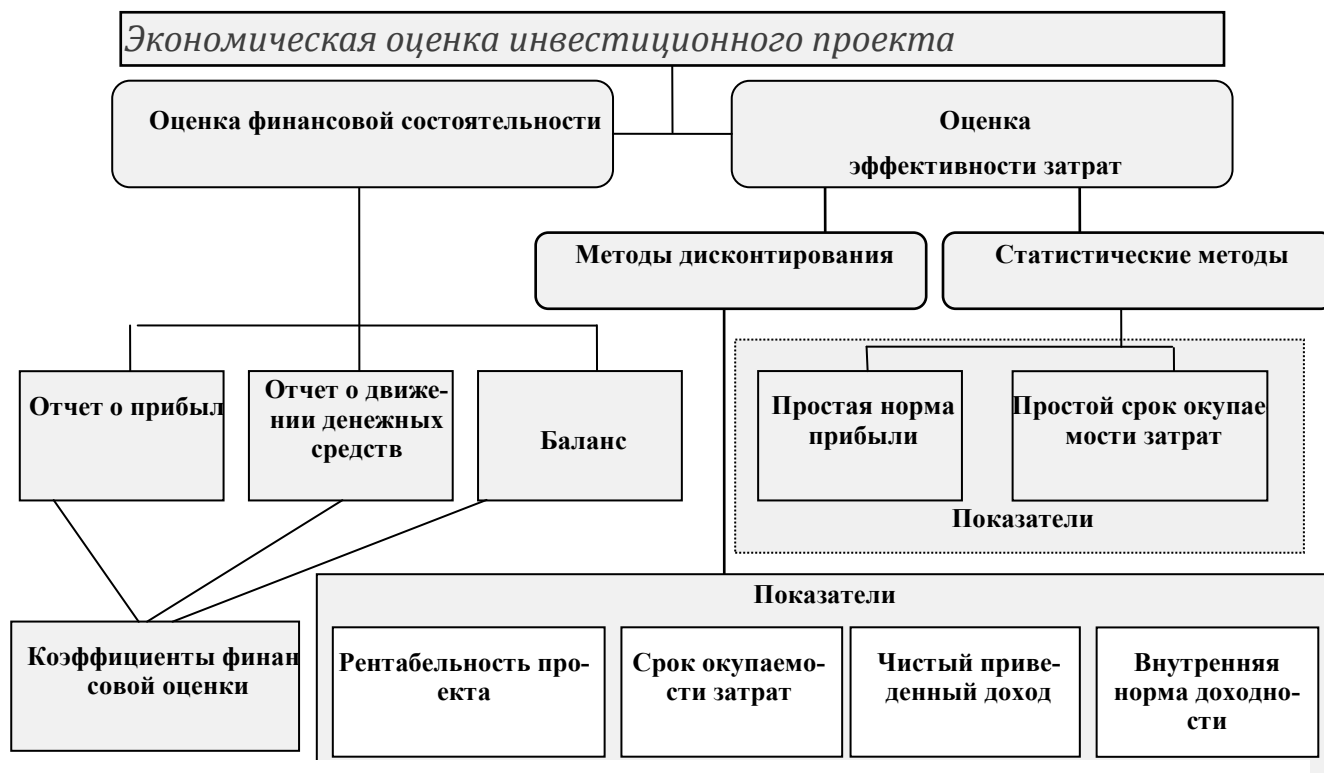 Экономическая оценка инвестиционного проекта
Оценка финансовой состоятельности
Оценка
эффективности затрат
Методы дисконтирования
Статистические методы
Отчет о прибыл
Отчет о движе-
нии денежных
средств
Баланс
Простая норма
прибыли
Простой срок окупае
мости затрат
Показатели
Показатели
Коэффициенты финан
совой оценки
Рентабельность про-
екта
Срок окупаемо-
сти затрат
Чистый приве-
денный доход
Внутренняя
норма доходно-
сти